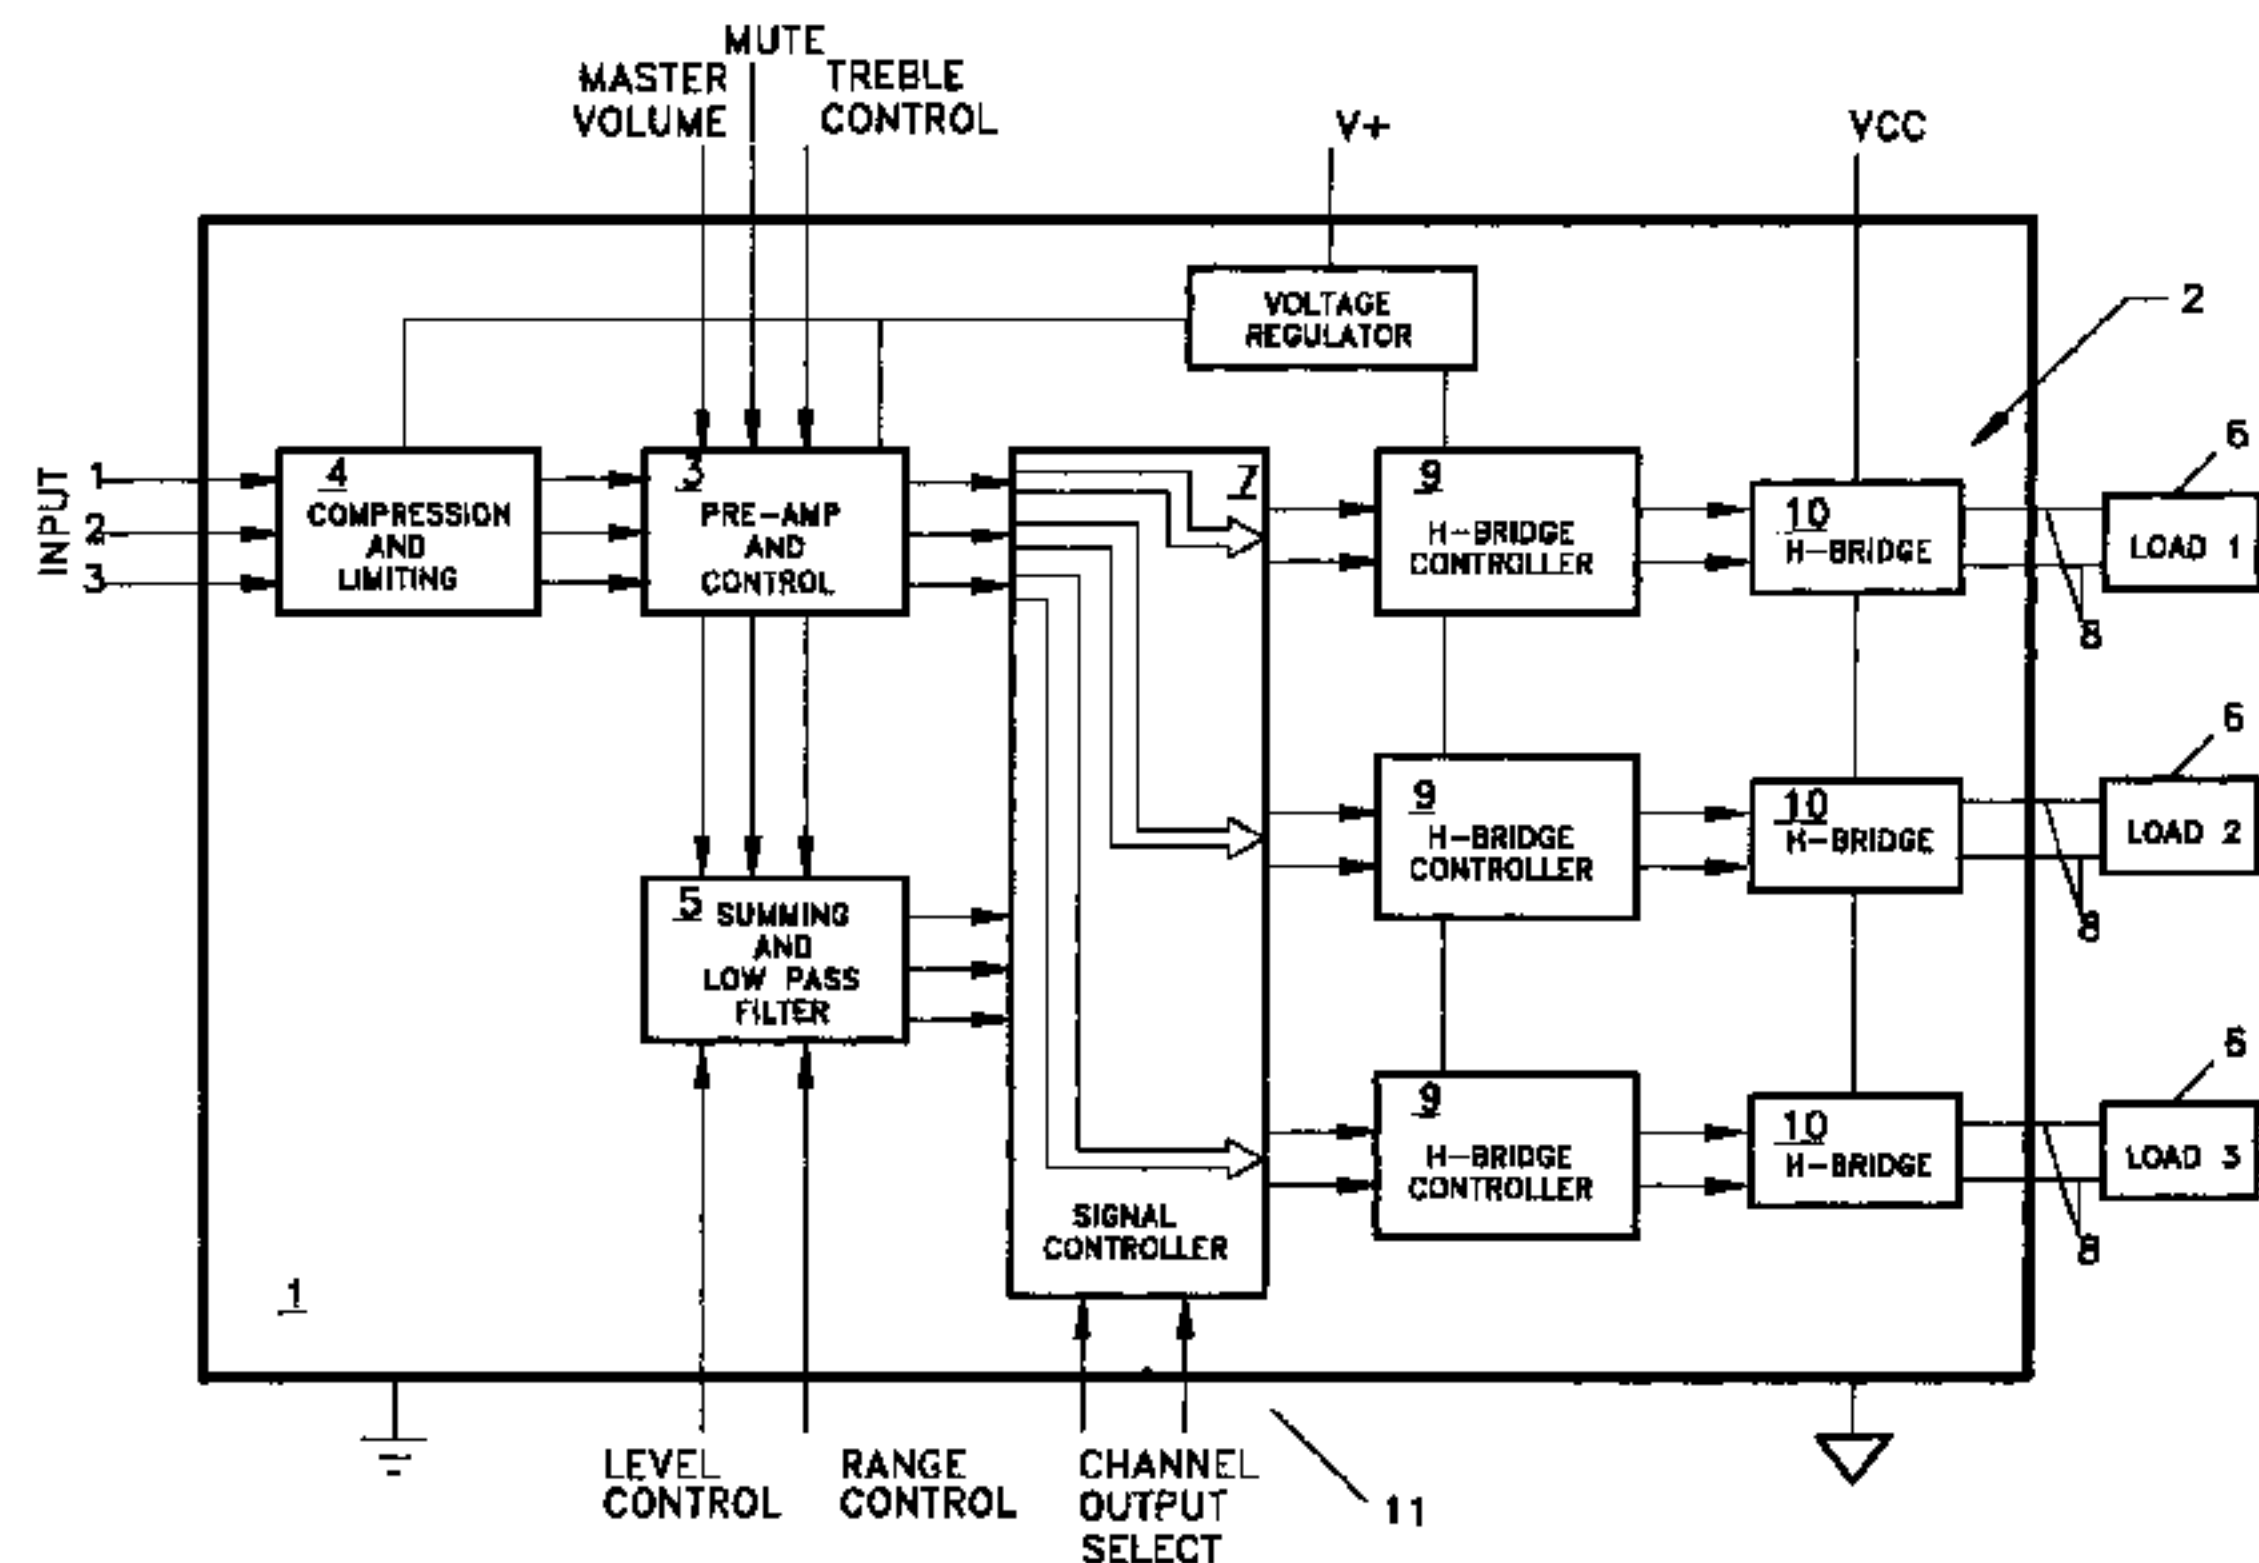 MUTE
MASTER
VOLUME
TREBLE
CONTROL
V+
VCC
VOLTAGE
REGULATOR
2
INPUT
1
2
3
4
COMPRESSION
AND
LIMITING
3
PRE-AMP
AND
CONTROL
7
9
H-BRIDGE
CONTROLLER
10
H-BRIDGE
6
LOAD 1
8
9
H-BRIDGE
CONTROLLER
10
H-BRIDGE
6
LOAD 2
8
5
SUMMING
AND
LOW PASS
FILTER
9
H-BRIDGE
CONTROLLER
10
H-BRIDGE
6
LOAD 3
8
SIGNAL
CONTROLLER
1
LEVEL
CONTROL
RANGE
CONTROL
CHANNEL
OUTPUT
SELECT
11